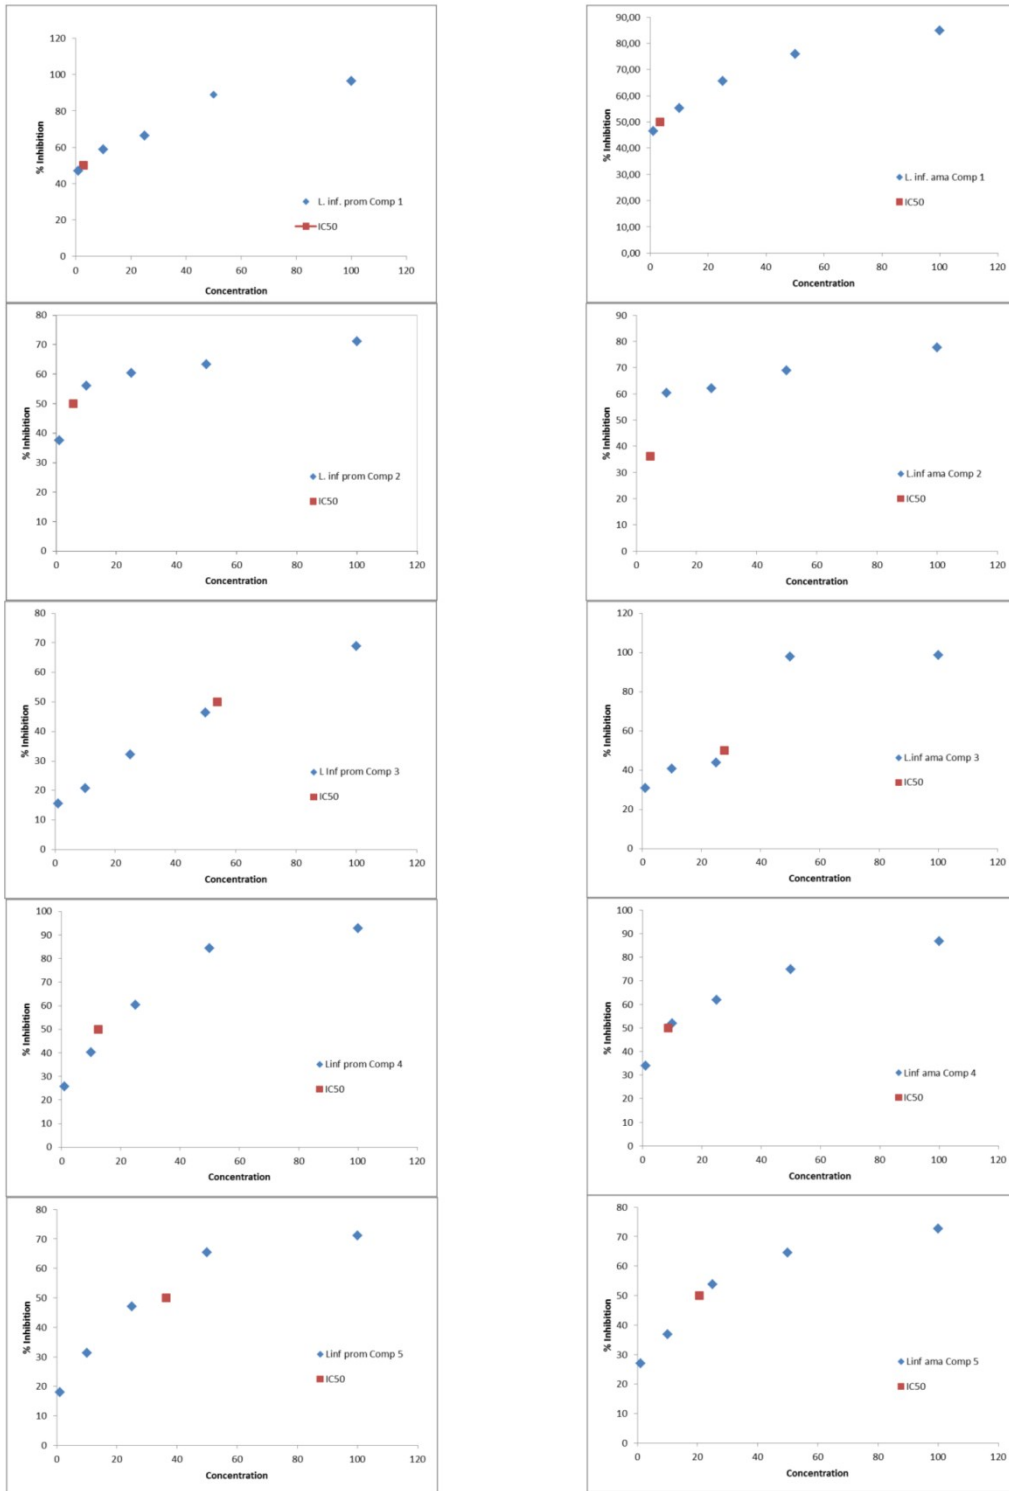 120
100
80
60
40
20
0
% Inhibition
L. inf. prom Comp 1
IC50
0 20 40 60 80 100 120
Concentration
90,00
80,00
70,00
60,00
50,00
40,00
30,00
20,00
10,00
0,00
% Inhibition
L. inf. ama Comp 1
IC50
0 20 40 60 80 100 120
Concentration
80
70
60
50
40
30
20
10
0
% Inhibition
L. inf prom Comp 2
IC50
0 20 40 60 80 100 120
Concentration
90
80
70
60
50
40
30
20
10
0
% Inhibition
L.inf ama Comp 2
IC50
0 20 40 60 80 100 120
Concentration
80
70
60
50
40
30
20
10
0
% Inhibition
L Inf prom Comp 3
IC50
0 20 40 60 80 100 120
Concentration
120
100
80
60
40
20
0
% Inhibition
L.inf ama Comp 3
IC50
0 20 40 60 80 100 120
Concentration
100
90
80
70
60
50
40
30
20
10
0
% Inhibition
Linf prom Comp 4
IC50
0 20 40 60 80 100 120
Concentration
100
90
80
70
60
50
40
30
20
10
0
% Inhibition
Linf ama Comp 4
IC50
0 20 40 60 80 100 120
Concentration
80
70
60
50
40
30
20
10
0
% Inhibition
Linf prom Comp 5
IC50
0 20 40 60 80 100 120
Concentration
80
70
60
50
40
30
20
10
0
% Inhibition
Linf ama Comp 5
IC50
0 20 40 60 80 100 120
Concentration